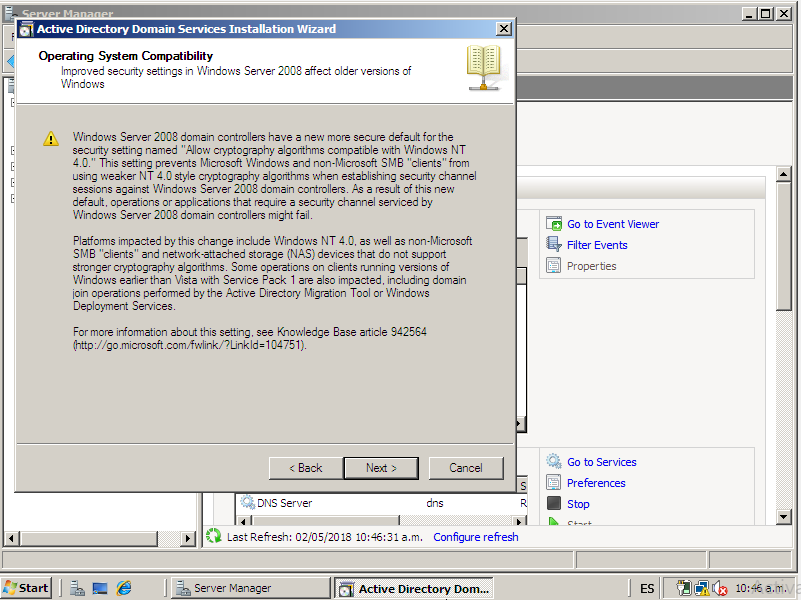 Server Manager
Active Directory Domain Services Installation Wizard
Operating System Compatibility
Improved security settings in Windows Server 2008 affect older versions of
Windows
Windows Server 2008 domain controllers have a new more secure default for the
security setting named "Allow cryptography algorithms compatible with Windows NT
4.0." This setting prevents Microsoft Windows and non-Microsoft SMB "clients" from
using weaker NT 4.0 style cryptography algorithms when establishing security channel
sessions against Windows Server 2008 domain controllers. As a result of this new
default, operations or applications that require a security channel serviced by
Windows Server 2008 domain controllers might fail.
Platforms impacted by this change include Windows NT 4.0, as well as non-Microsoft
SMB "clients" and network-attached storage (NAS) devices that do not support
stronger cryptography algorithms. Some operations on clients running versions of
Windows earlier than Vista with Service Pack 1 are also impacted, including domain
join operations performed by the Active Directory Migration Tool or Windows
Deployment Services.
For more information about this setting, see Knowledge Base article 942564
(http://go.microsoft.com/fwlink/?LinkId=104751).
< Back
Next >
Cancel
Go to Event Viewer
Filter Events
Properties
Go to Services
Preferences
Stop
Start
DNS Server dns R
Last Refresh: 02/05/2018 10:46:31 a.m. Configure refresh
Start
Server Manager
Active Directory Dom...
ES
10:46 a.m.